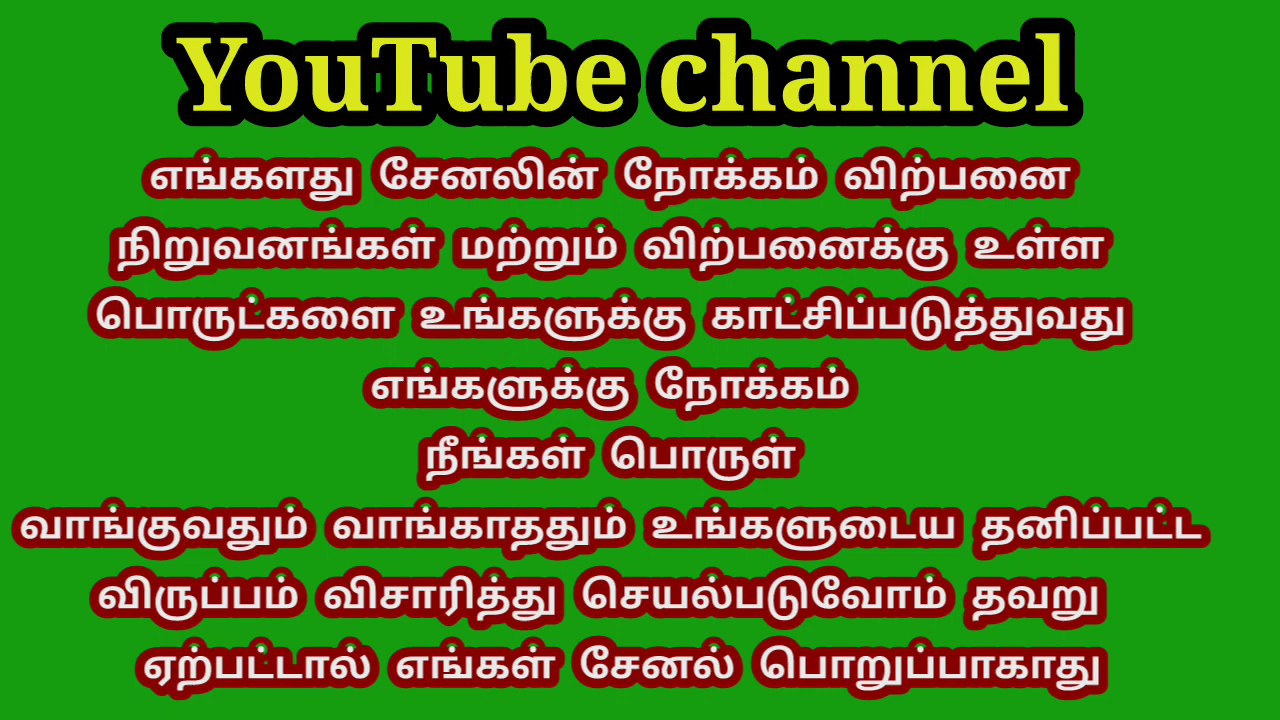 YouTube channel
எங்களது சேனலின் நோக்கம் விற்பனை
நிறுவனங்கள் மற்றும் விற்பனைக்கு உள்ள
பொருட்களை உங்களுக்கு காட்சிப்படுத்துவது
எங்களுக்கு நோக்கம்
நீங்கள் பொருள்
வாங்குவதும் வாங்காததும் உங்களுடைய தனிப்பட்ட
விருப்பம் விசாரித்து செயல்படுவோம் தவறு
ஏற்பட்டால் எங்கள் சேனல் பொறுப்பாகாது